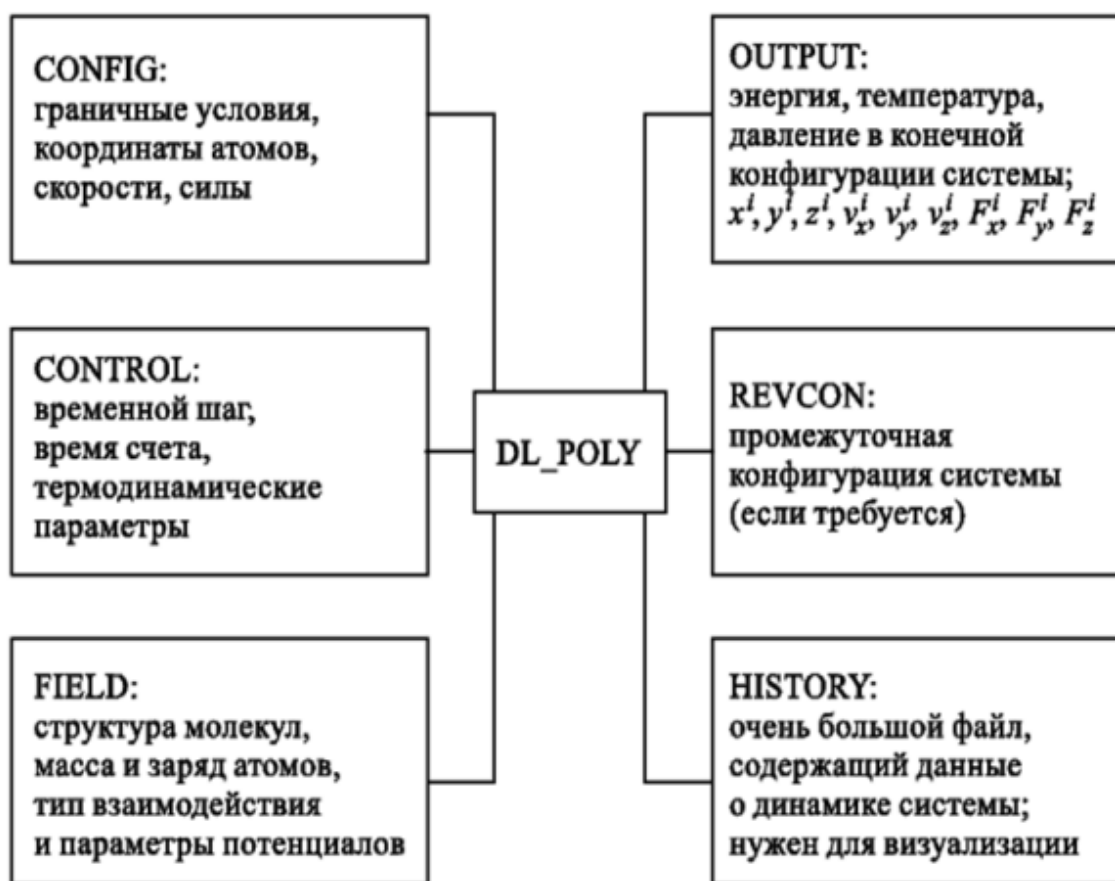 CONFIG:
граничные условия,
координаты атомов,
скорости, силы
CONTROL:
временной шаг,
время счета,
термодинамические
параметры
FIELD:
структура молекул,
масса и заряд атомов,
тип взаимодействия
и параметры потенциалов
DL_POLY
OUTPUT:
энергия, температура,
давление в конечной
конфигурации системы;
xⁱ, yⁱ, zⁱ, vₓⁱ, v_yⁱ, v_zⁱ, Fₓⁱ, F_yⁱ, F_zⁱ
REVCON:
промежуточная
конфигурация системы
(если требуется)
HISTORY:
очень большой файл,
содержащий данные
о динамике системы;
нужен для визуализации